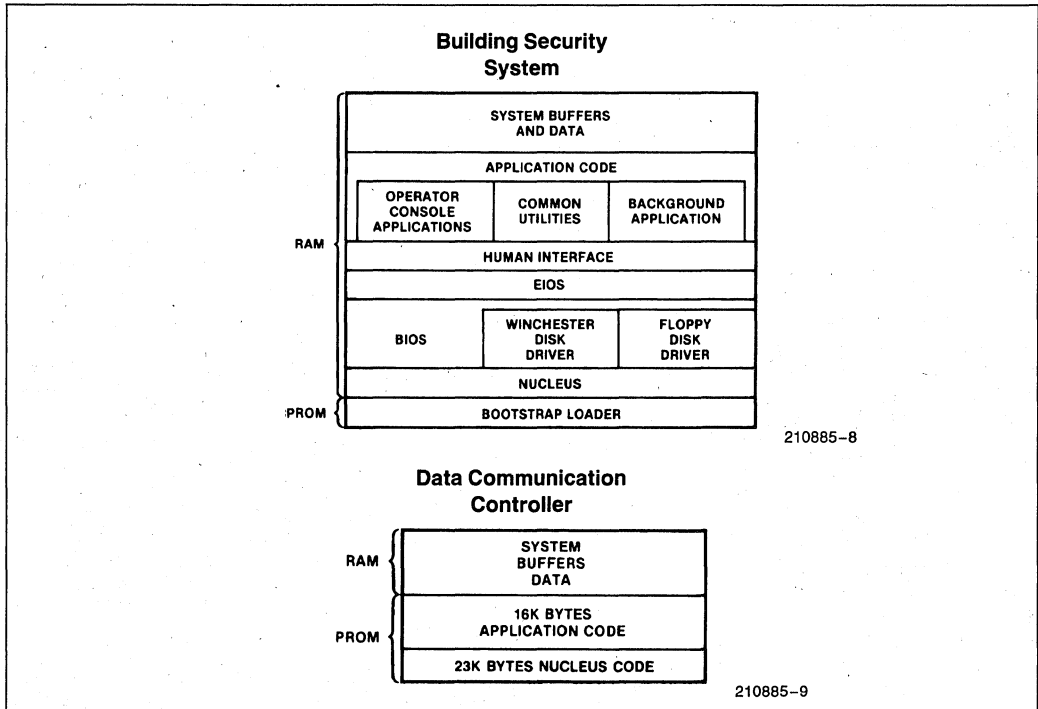 Building Security
System
SYSTEM BUFFERS
AND DATA
APPLICATION CODE
OPERATOR
CONSOLE
APPLICATIONS
COMMON
UTILITIES
BACKGROUND
APPLICATION
RAM
HUMAN INTERFACE
EIOS
BIOS
WINCHESTER
DISK
DRIVER
FLOPPY
DISK
DRIVER
NUCLEUS
PROM
BOOTSTRAP LOADER
210885-8
Data Communication
Controller
RAM
SYSTEM
BUFFERS
DATA
PROM
16K BYTES
APPLICATION CODE
23K BYTES NUCLEUS CODE
210885-9